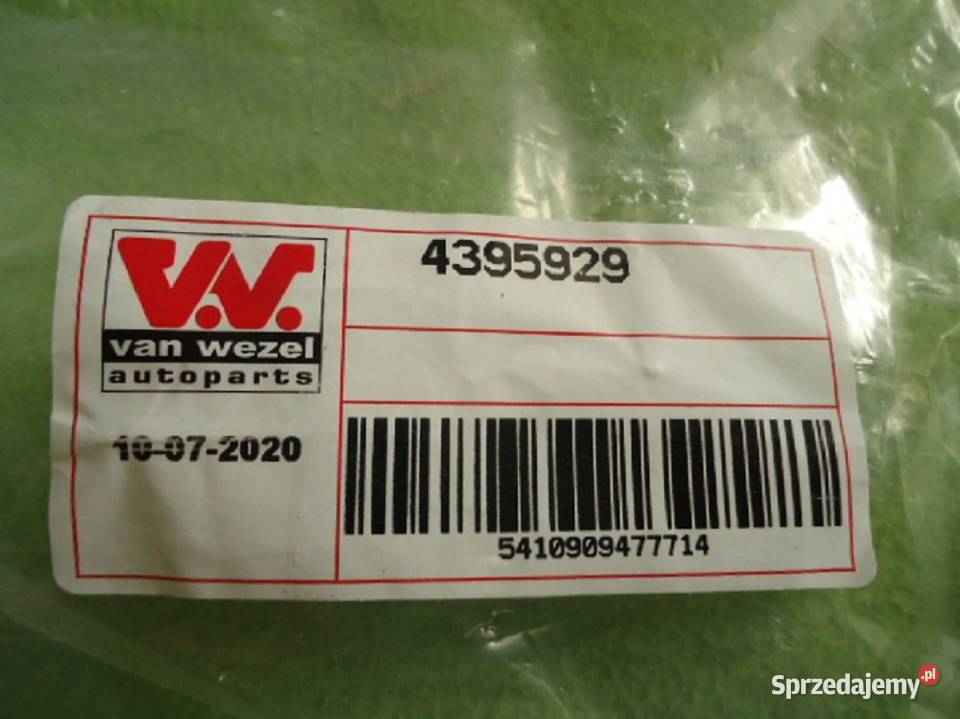 4395929
V.V.
van wezel
autoparts
10-07-2020
5410909477714
Sprzedajemy.pl